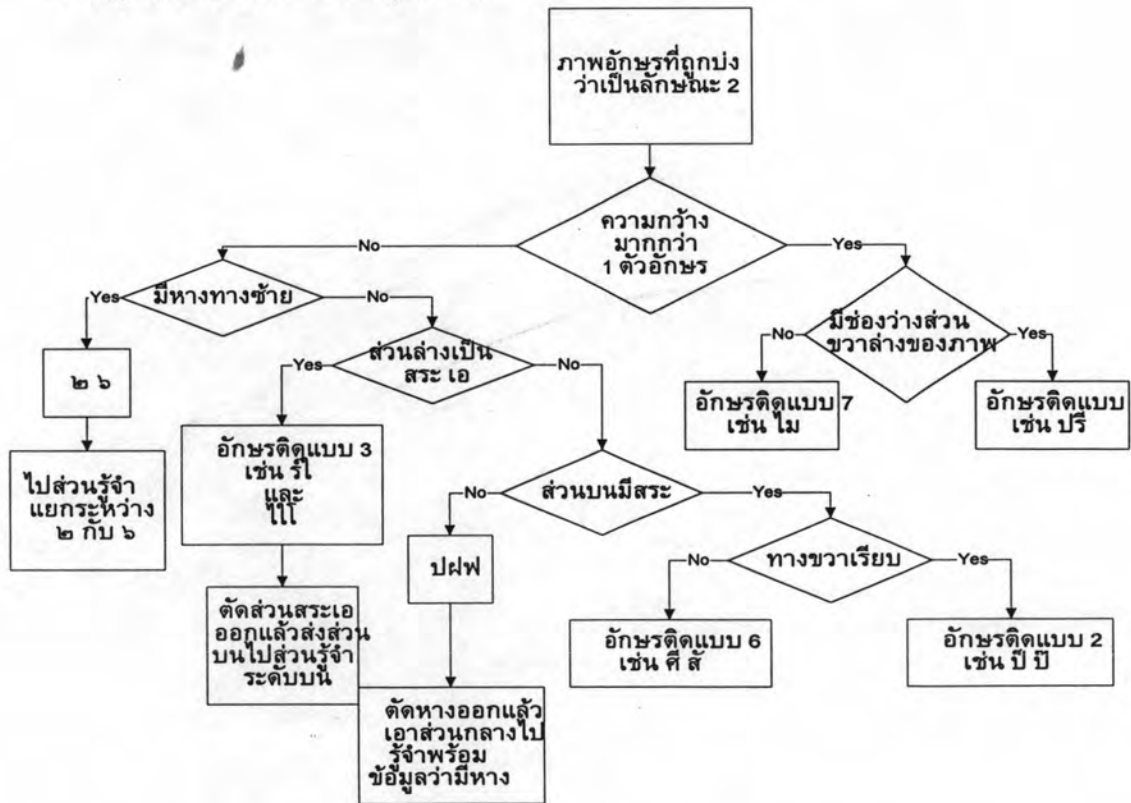 ภาพอักษรที่ถูกบ่ง
ว่าเป็นลักษณะ 2
ความกว้าง
มากกว่า
1 ตัวอักษร
No
Yes
มีหางทางซ้าย
Yes
No
มีช่องว่างส่วน
ขวาล่างของภาพ
No
Yes
๒ ๖
ส่วนล่างเป็น
สระ เอ
Yes
No
อักษรติดแบบ 7
เช่น ไม
อักษรติดแบบ
เช่น ปรี
ไปส่วนรู้จำ
แยกระหว่าง
๒ กับ ๖
อักษรติดแบบ 3
เช่น
และ
ส่วนบนมีสระ
No
Yes
ปฝฟ
ทางขวาเรียบ
No
Yes
ตัดส่วนสระเอ
ออกแล้วส่งส่วน
บนไปส่วนรู้จำ
ระดับบน
อักษรติดแบบ 6
เช่น ศี สั
อักษรติดแบบ 2
เช่น
ตัดหางออกแล้ว
เอาส่วนกลางไป
รู้จำพร้อม
ข้อมูลว่ามีหาง